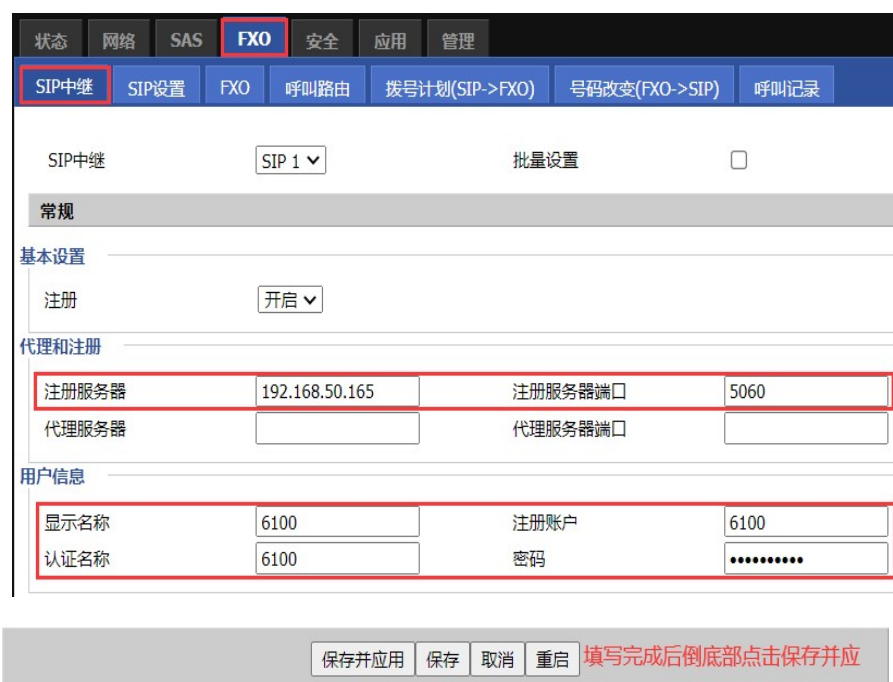 状态 网络 SAS FXO 安全 应用 管理
SIP中继 SIP设置 FXO 呼叫路由 拨号计划(SIP->FXO) 号码改变(FXO->SIP) 呼叫记录
SIP中继 SIP 1 批量设置
常规
基本设置
注册 开启
代理和注册
注册服务器 192.168.50.165 注册服务器端口 5060
代理服务器 代理服务器端口
用户信息
显示名称 6100 注册账户 6100
认证名称 6100 密码 ••••••••••
保存并应用 保存 取消 重启 填写完成后倒底部点击保存并应